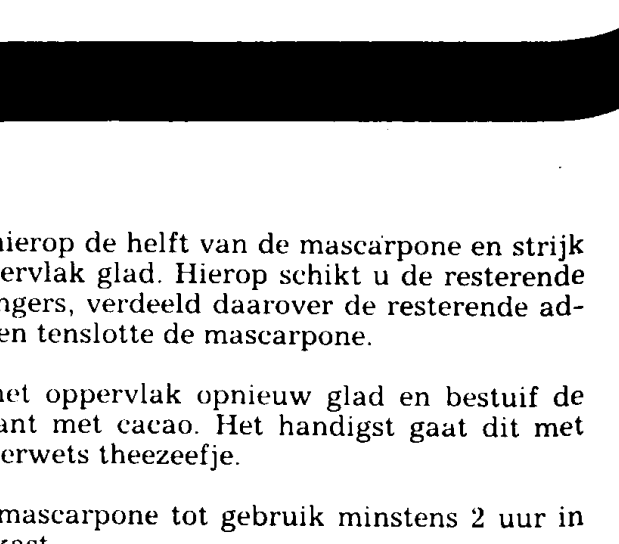 hierop de helft van de mascarpone en strijk
ervlak glad. Hierop schikt u de resterende
ngers, verdeeld daarover de resterende ad-
en tenslotte de mascarpone.
het oppervlak opnieuw glad en bestuif de
ant met cacao. Het handigst gaat dit met
erwets theezeefje.
mascarpone tot gebruik minstens 2 uur in